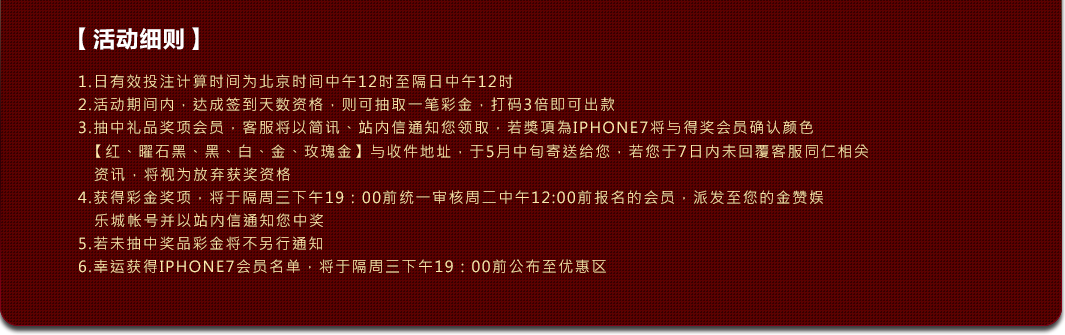 【活动细则】
1.日有效投注计算时间为北京时间中午12时至隔日中午12时
2.活动期间内，达成签到天数资格，则可抽取一笔彩金，打码3倍即可出款
3.抽中礼品奖项会员，客服将以简讯、站内信通知您领取，若獎項為IPHONE7将与得奖会员确认颜色
【红、曜石黑、黑、白、金、玫瑰金】与收件地址，于5月中旬寄送给您，若您于7日内未回覆客服同仁相关
资讯，将视为放弃获奖资格
4.获得彩金奖项，将于隔周三下午19：00前统一审核周二中午12:00前报名的会员，派发至您的金赞娱
乐城帐号并以站内信通知您中奖
5.若未抽中奖品彩金将不另行通知
6.幸运获得IPHONE7会员名单，将于隔周三下午19：00前公布至优惠区